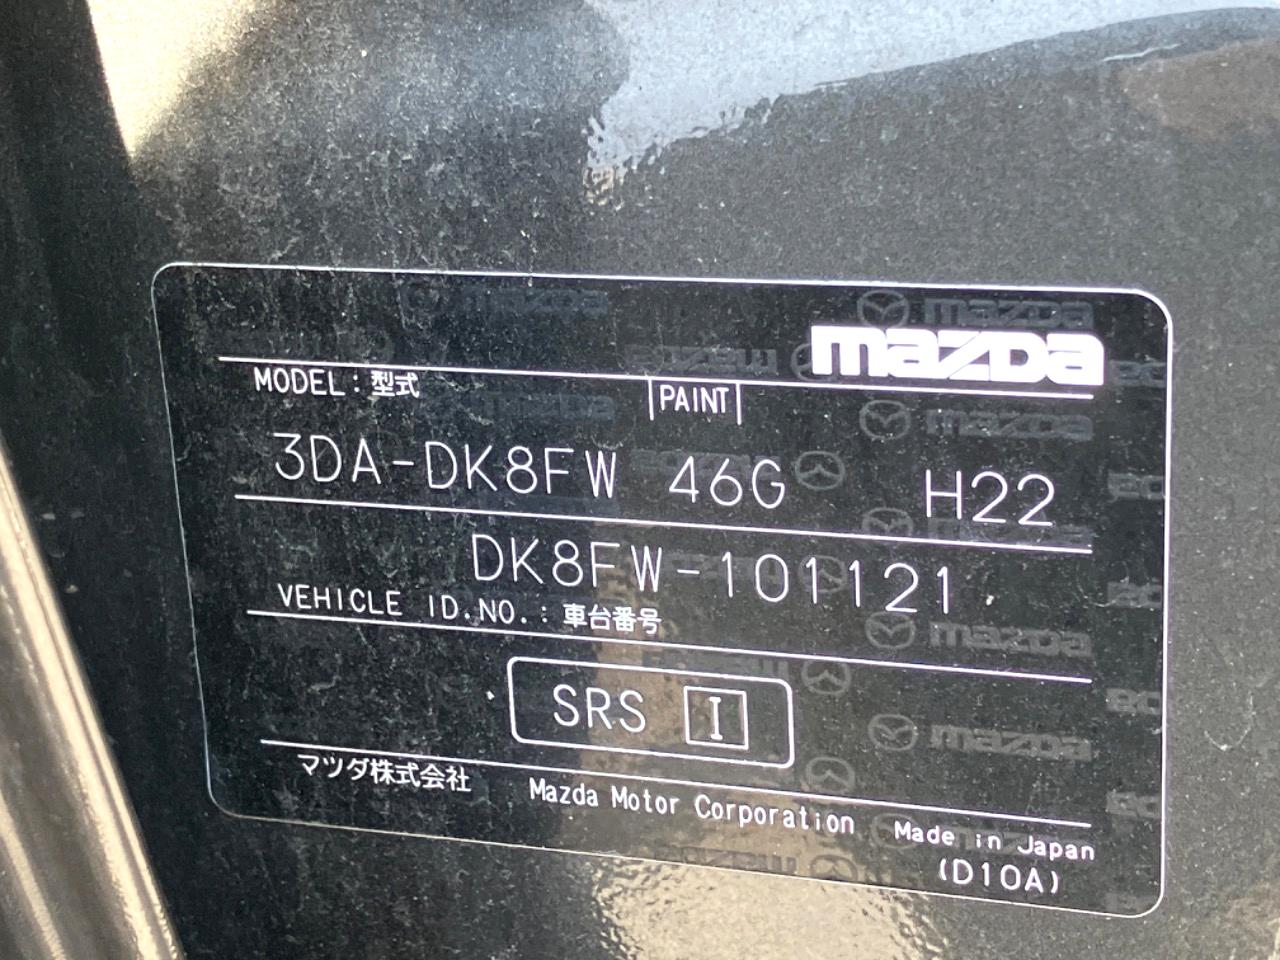 mazda
MODEL：型式 PAINT
3DA-DK8FW 46G H22
DK8FW-101121
VEHICLE ID.NO.：車台番号
SRS I
マツダ株式会社 Mazda Motor Corporation Made in Japan
(D10A)